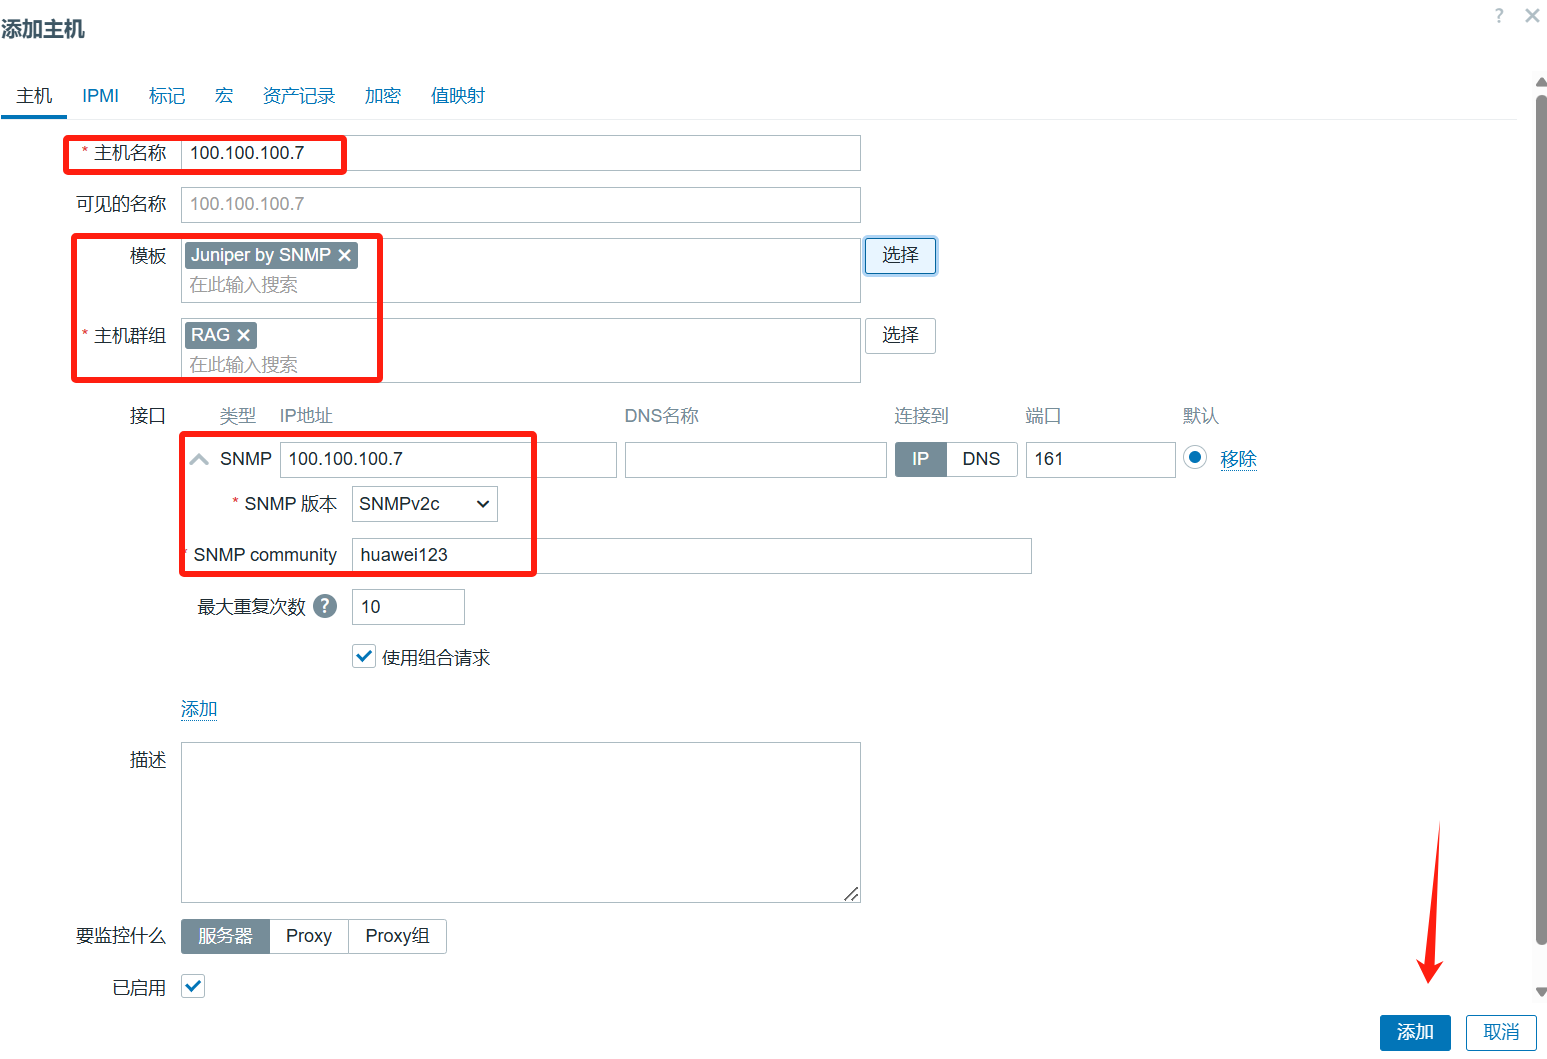 添加主机
?
主机 IPMI 标记 宏 资产记录 加密 值映射
* 主机名称 100.100.100.7
可见的名称 100.100.100.7
模板 Juniper by SNMP 选择
在此输入搜索
* 主机群组 RAG 选择
在此输入搜索
接口 类型 IP地址 DNS名称 连接到 端口 默认
SNMP 100.100.100.7 IP DNS 161 移除
* SNMP 版本 SNMPv2c
* SNMP community huawei123
最大重复次数 ? 10
使用组合请求
添加
描述
要监控什么 服务器 Proxy Proxy组
已启用
添加 取消